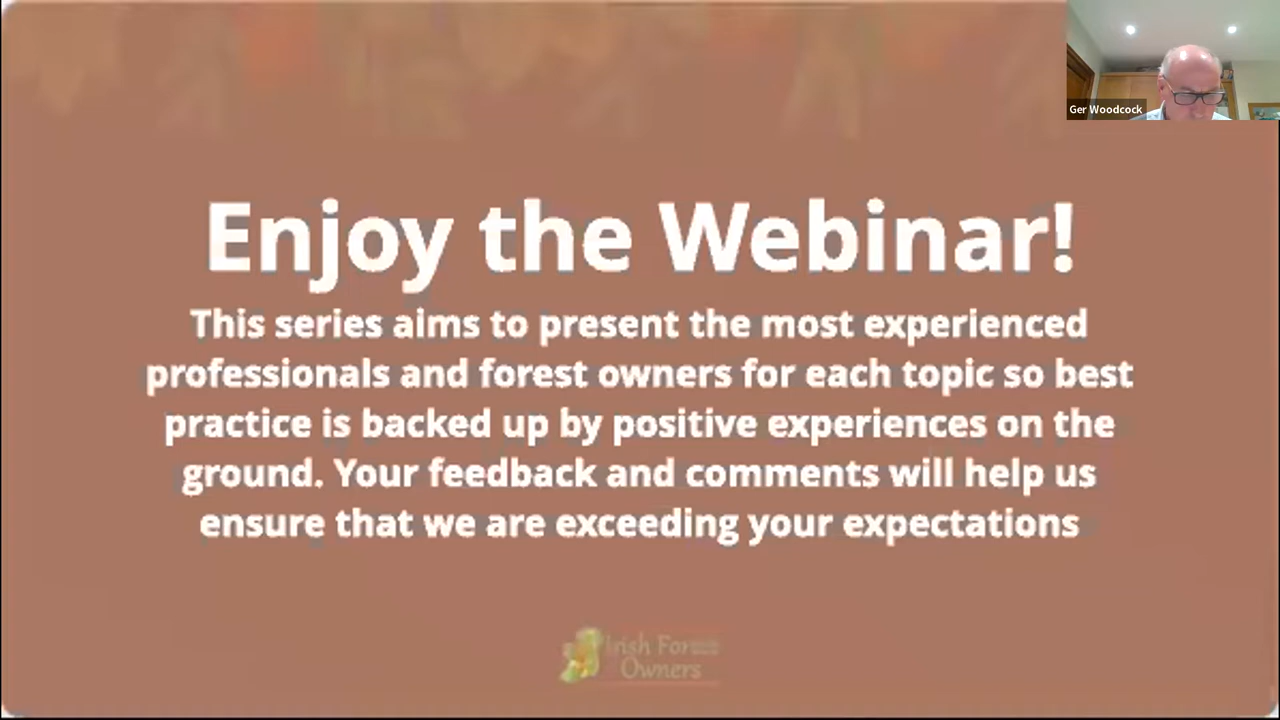 Ger Woodcock
Enjoy the Webinar!
This series aims to present the most experienced
professionals and forest owners for each topic so best
practice is backed up by positive experiences on the
ground. Your feedback and comments will help us
ensure that we are exceeding your expectations
Irish Forest
Owners